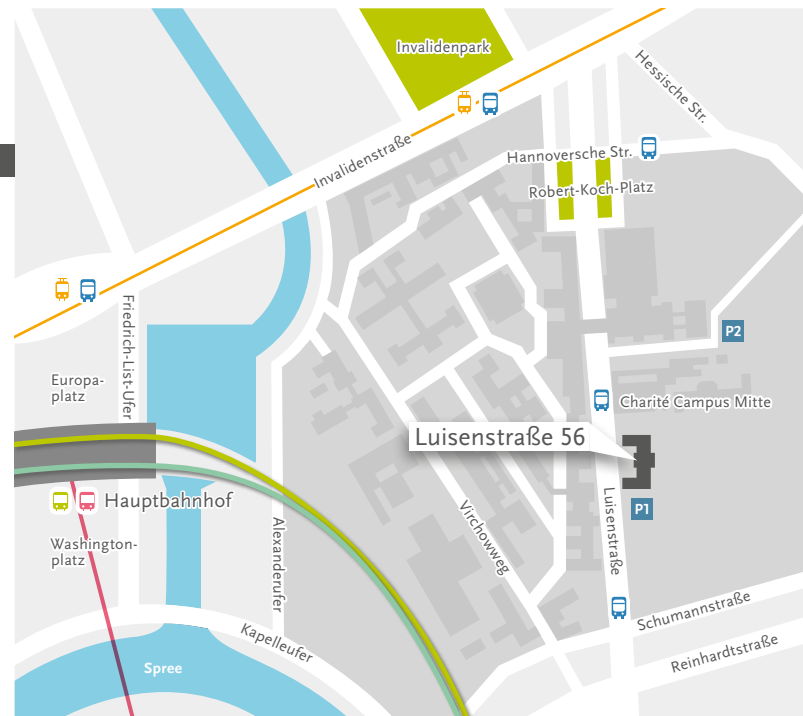 Invalidenpark
Hessische Str.
Invalidenstraße
Hannoversche Str.
Robert-Koch-Platz
Friedrich-List-Ufer
P2
Europa-
platz
Charité Campus Mitte
Luisenstraße 56
Hauptbahnhof
P1
Virchowweg
Luisenstraße
Washington-
platz
Alexanderufer
Schumannstraße
Kapelleufer
Reinhardtstraße
Spree